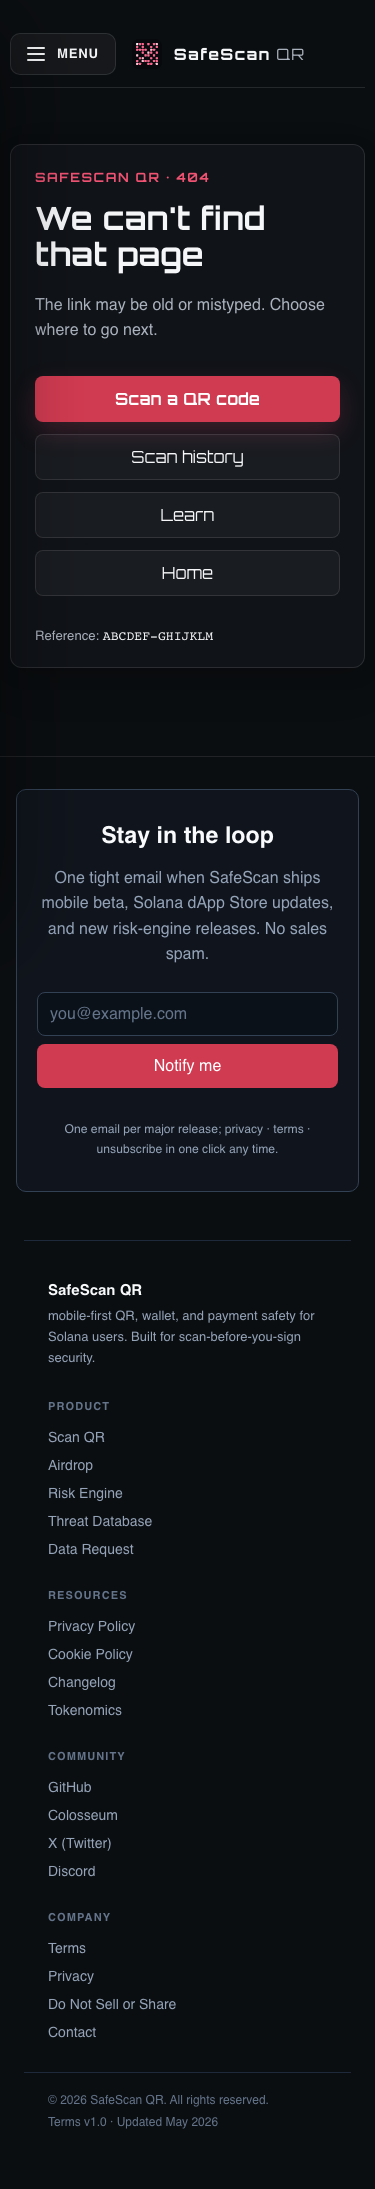 MENU
SafeScan QR
SAFESCAN QR · 404
We can't find
that page
The link may be old or mistyped. Choose
where to go next.
Scan a QR code
Scan history
Learn
Home
Reference: ABCDEF-GHIJKLM
Stay in the loop
One tight email when SafeScan ships
mobile beta, Solana dApp Store updates,
and new risk-engine releases. No sales
spam.
you@example.com
Notify me
One email per major release; privacy · terms ·
unsubscribe in one click any time.
SafeScan QR
mobile-first QR, wallet, and payment safety for
Solana users. Built for scan-before-you-sign
security.
PRODUCT
Scan QR
Airdrop
Risk Engine
Threat Database
Data Request
RESOURCES
Privacy Policy
Cookie Policy
Changelog
Tokenomics
COMMUNITY
GitHub
Colosseum
X (Twitter)
Discord
COMPANY
Terms
Privacy
Do Not Sell or Share
Contact
© 2026 SafeScan QR. All rights reserved.
Terms v1.0 · Updated May 2026